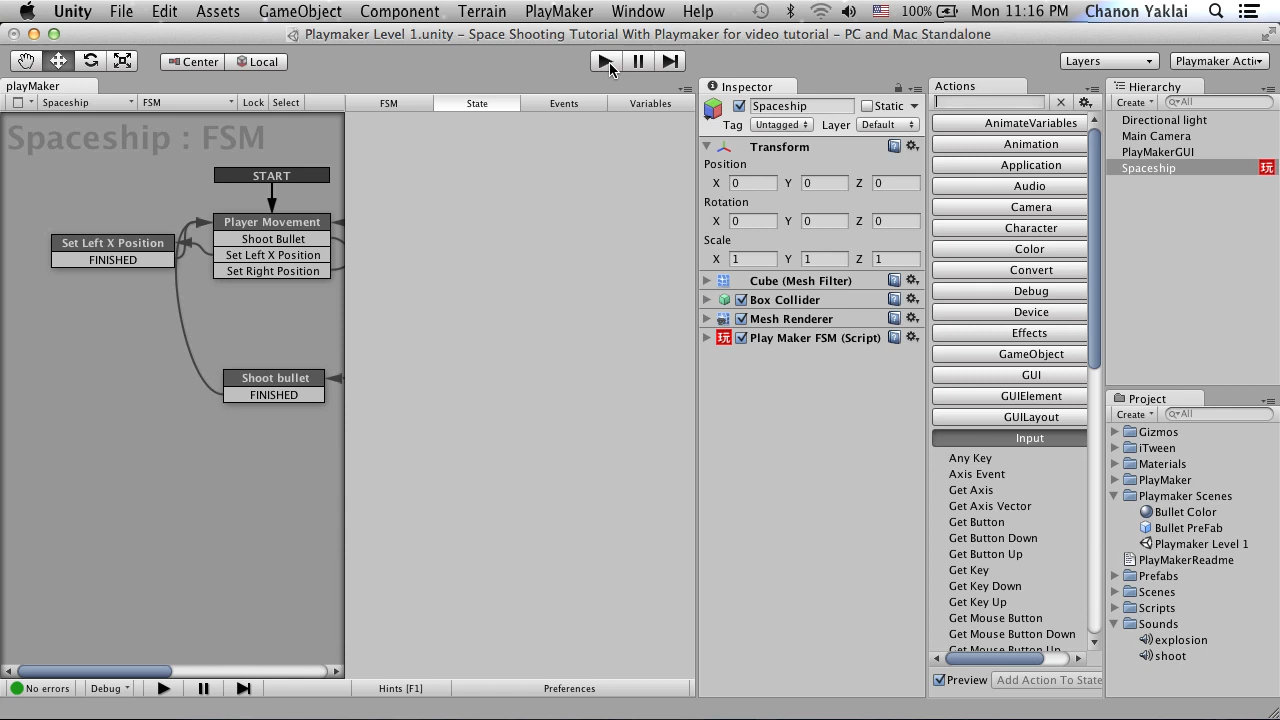 Unity File Edit Assets GameObject Component Terrain PlayMaker Window Help 100% Mon 11:16 PM Chanon Yaklai
Playmaker Level 1.unity – Space Shooting Tutorial With Playmaker for video tutorial – PC and Mac Standalone
Center Local Layers Playmaker Acti
playMaker
Spaceship FSM Lock Select FSM State Events Variables
Spaceship : FSM
START
Player Movement
Shoot Bullet
Set Left X Position
Set Right Position
Set Left X Position
FINISHED
Shoot bullet
FINISHED
No errors Debug Hints [F1] Preferences
Inspector
Spaceship Static
Tag Untagged Layer Default
Transform
Position
X 0 Y 0 Z 0
Rotation
X 0 Y 0 Z 0
Scale
X 1 Y 1 Z 1
Cube (Mesh Filter)
Box Collider
Mesh Renderer
玩 Play Maker FSM (Script)
Actions
AnimateVariables
Animation
Application
Audio
Camera
Character
Color
Convert
Debug
Device
Effects
GameObject
GUI
GUIElement
GUILayout
Input
Any Key
Axis Event
Get Axis
Get Axis Vector
Get Button
Get Button Down
Get Button Up
Get Key
Get Key Down
Get Key Up
Get Mouse Button
Get Mouse Button Down
Get Mouse Button Up
Preview Add Action To State
Hierarchy
Create All
Directional light
Main Camera
PlayMakerGUI
Spaceship 玩
Project
Create All
Gizmos
iTween
Materials
PlayMaker
Playmaker Scenes
Bullet Color
Bullet PreFab
Playmaker Level 1
PlayMakerReadme
Prefabs
Scenes
Scripts
Sounds
explosion
shoot